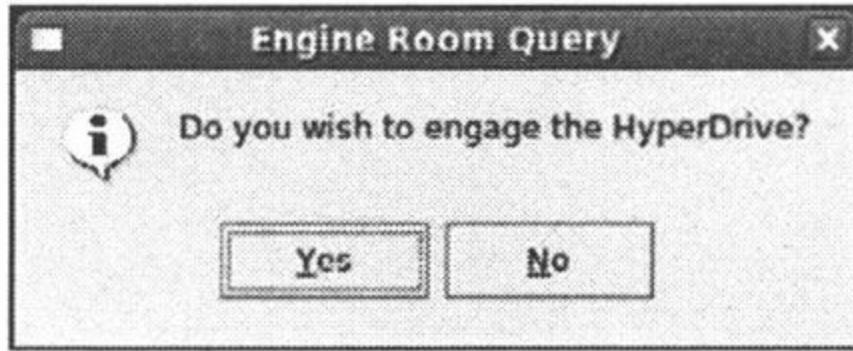 Engine Room Query
Do you wish to engage the HyperDrive?
Yes
No